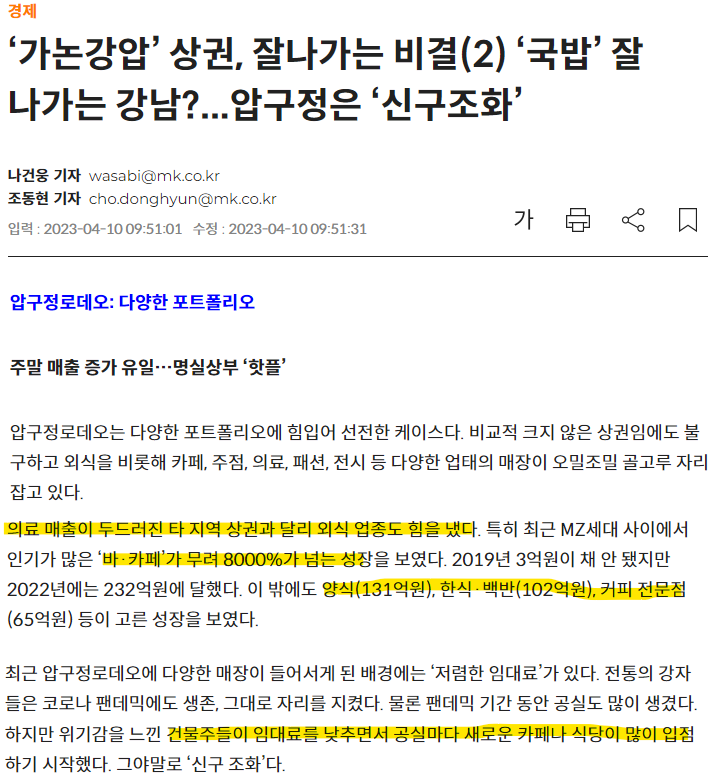 경제
‘가논강압’ 상권, 잘나가는 비결(2) ‘국밥’ 잘
나가는 강남?...압구정은 ‘신구조화’
나건웅 기자 wasabi@mk.co.kr
조동현 기자 cho.donghyun@mk.co.kr
입력 : 2023-04-10 09:51:01 수정 : 2023-04-10 09:51:31
가
압구정로데오: 다양한 포트폴리오
주말 매출 증가 유일…명실상부 ‘핫플’
압구정로데오는 다양한 포트폴리오에 힘입어 선전한 케이스다. 비교적 크지 않은 상권임에도 불
구하고 외식을 비롯해 카페, 주점, 의료, 패션, 전시 등 다양한 업태의 매장이 오밀조밀 골고루 자리
잡고 있다.
의료 매출이 두드러진 타 지역 상권과 달리 외식 업종도 힘을 냈다. 특히 최근 MZ세대 사이에서
인기가 많은 ‘바·카페’가 무려 8000%가 넘는 성장을 보였다. 2019년 3억원이 채 안 됐지만
2022년에는 232억원에 달했다. 이 밖에도 양식(131억원), 한식·백반(102억원), 커피 전문점
(65억원) 등이 고른 성장을 보였다.
최근 압구정로데오에 다양한 매장이 들어서게 된 배경에는 ‘저렴한 임대료’가 있다. 전통의 강자
들은 코로나 팬데믹에도 생존, 그대로 자리를 지켰다. 물론 팬데믹 기간 동안 공실도 많이 생겼다.
하지만 위기감을 느낀 건물주들이 임대료를 낮추면서 공실마다 새로운 카페나 식당이 많이 입점
하기 시작했다. 그야말로 ‘신구 조화’다.